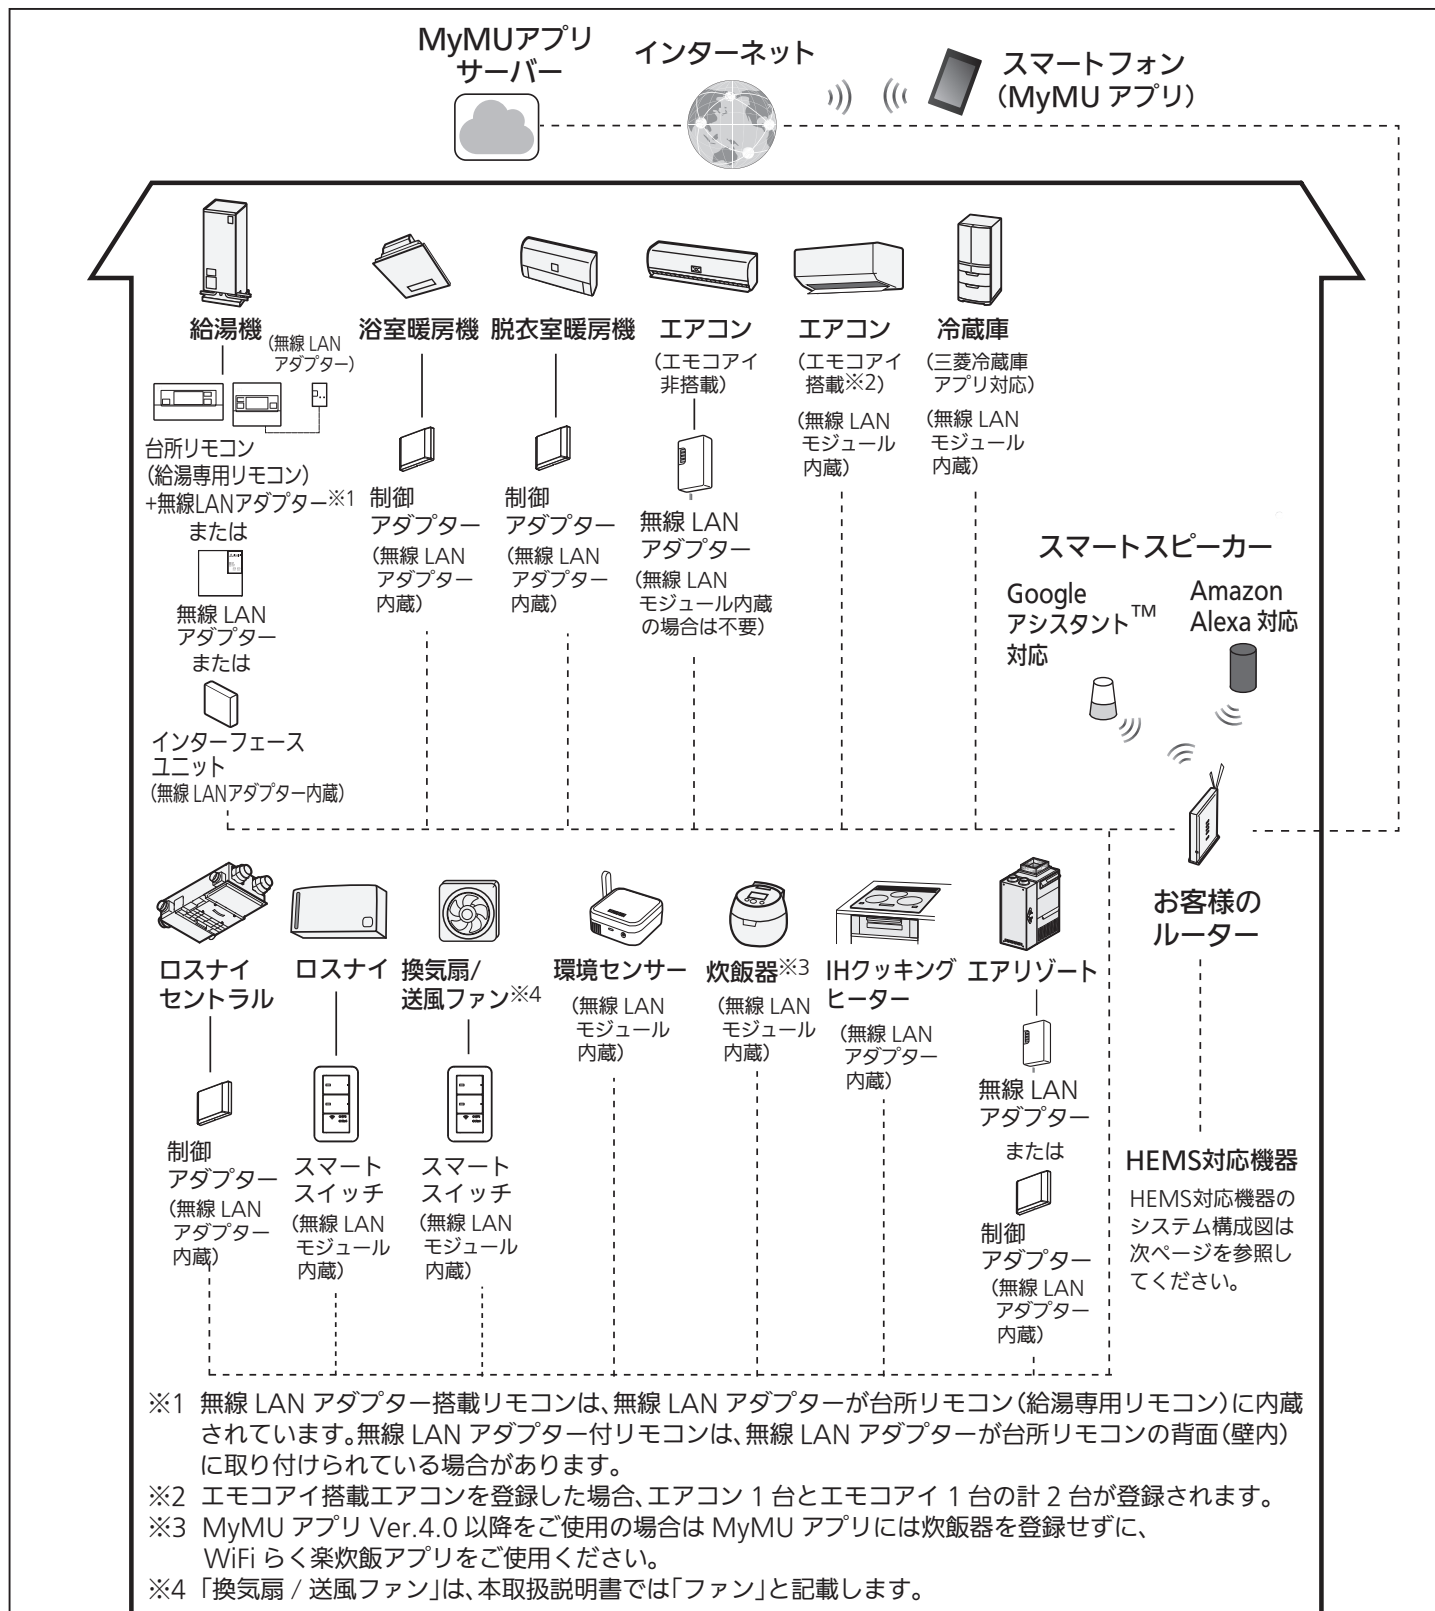 MyMUアプリ
サーバー
インターネット
スマートフォン
（MyMU アプリ）
給湯機
（無線 LAN
アダプター）
台所リモコン
（給湯専用リモコン）
+無線LANアダプター※1
または
無線 LAN
アダプター
または
インターフェース
ユニット
（無線 LANアダプター内蔵）
浴室暖房機
制御
アダプター
（無線 LAN
アダプター
内蔵）
脱衣室暖房機
制御
アダプター
（無線 LAN
アダプター
内蔵）
エアコン
（エモコアイ
非搭載）
無線 LAN
アダプター
（無線 LAN
モジュール内蔵
の場合は不要）
エアコン
（エモコアイ
搭載※2）
（無線 LAN
モジュール
内蔵）
冷蔵庫
（三菱冷蔵庫
アプリ対応）
（無線 LAN
モジュール
内蔵）
スマートスピーカー
Google
アシスタント™
対応
Amazon
Alexa 対応
お客様の
ルーター
HEMS対応機器
HEMS対応機器の
システム構成図は
次ページを参照し
てください。
ロスナイ
セントラル
制御
アダプター
（無線 LAN
アダプター
内蔵）
ロスナイ
スマート
スイッチ
（無線 LAN
モジュール
内蔵）
換気扇/
送風ファン※4
スマート
スイッチ
（無線 LAN
モジュール
内蔵）
環境センサー
（無線 LAN
モジュール
内蔵）
炊飯器※3
（無線 LAN
モジュール
内蔵）
IHクッキング
ヒーター
（無線 LAN
アダプター
内蔵）
エアリゾート
無線 LAN
アダプター
または
制御
アダプター
（無線 LAN
アダプター
内蔵）
※1 無線 LAN アダプター搭載リモコンは、無線 LAN アダプターが台所リモコン（給湯専用リモコン）に内蔵
されています。無線 LAN アダプター付リモコンは、無線 LAN アダプターが台所リモコンの背面（壁内）
に取り付けられている場合があります。
※2 エモコアイ搭載エアコンを登録した場合、エアコン 1 台とエモコアイ 1 台の計 2 台が登録されます。
※3 MyMU アプリ Ver.4.0 以降をご使用の場合は MyMU アプリには炊飯器を登録せずに、
WiFi らく楽炊飯アプリをご使用ください。
※4 「換気扇 / 送風ファン」は、本取扱説明書では「ファン」と記載します。